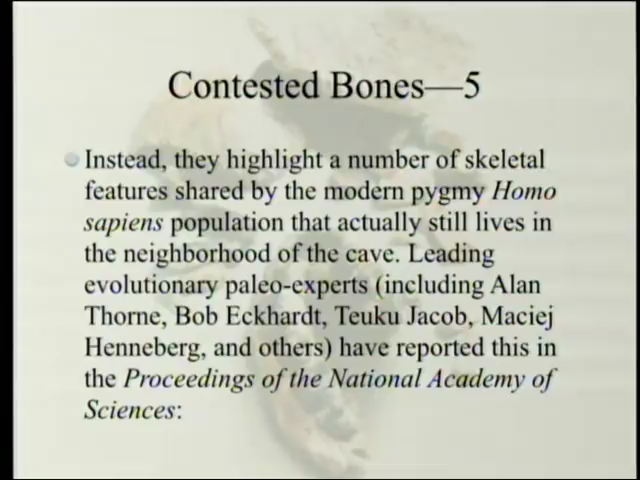 Contested Bones—5
Instead, they highlight a number of skeletal
features shared by the modern pygmy Homo
sapiens population that actually still lives in
the neighborhood of the cave. Leading
evolutionary paleo-experts (including Alan
Thorne, Bob Eckhardt, Teuku Jacob, Maciej
Henneberg, and others) have reported this in
the Proceedings of the National Academy of
Sciences: